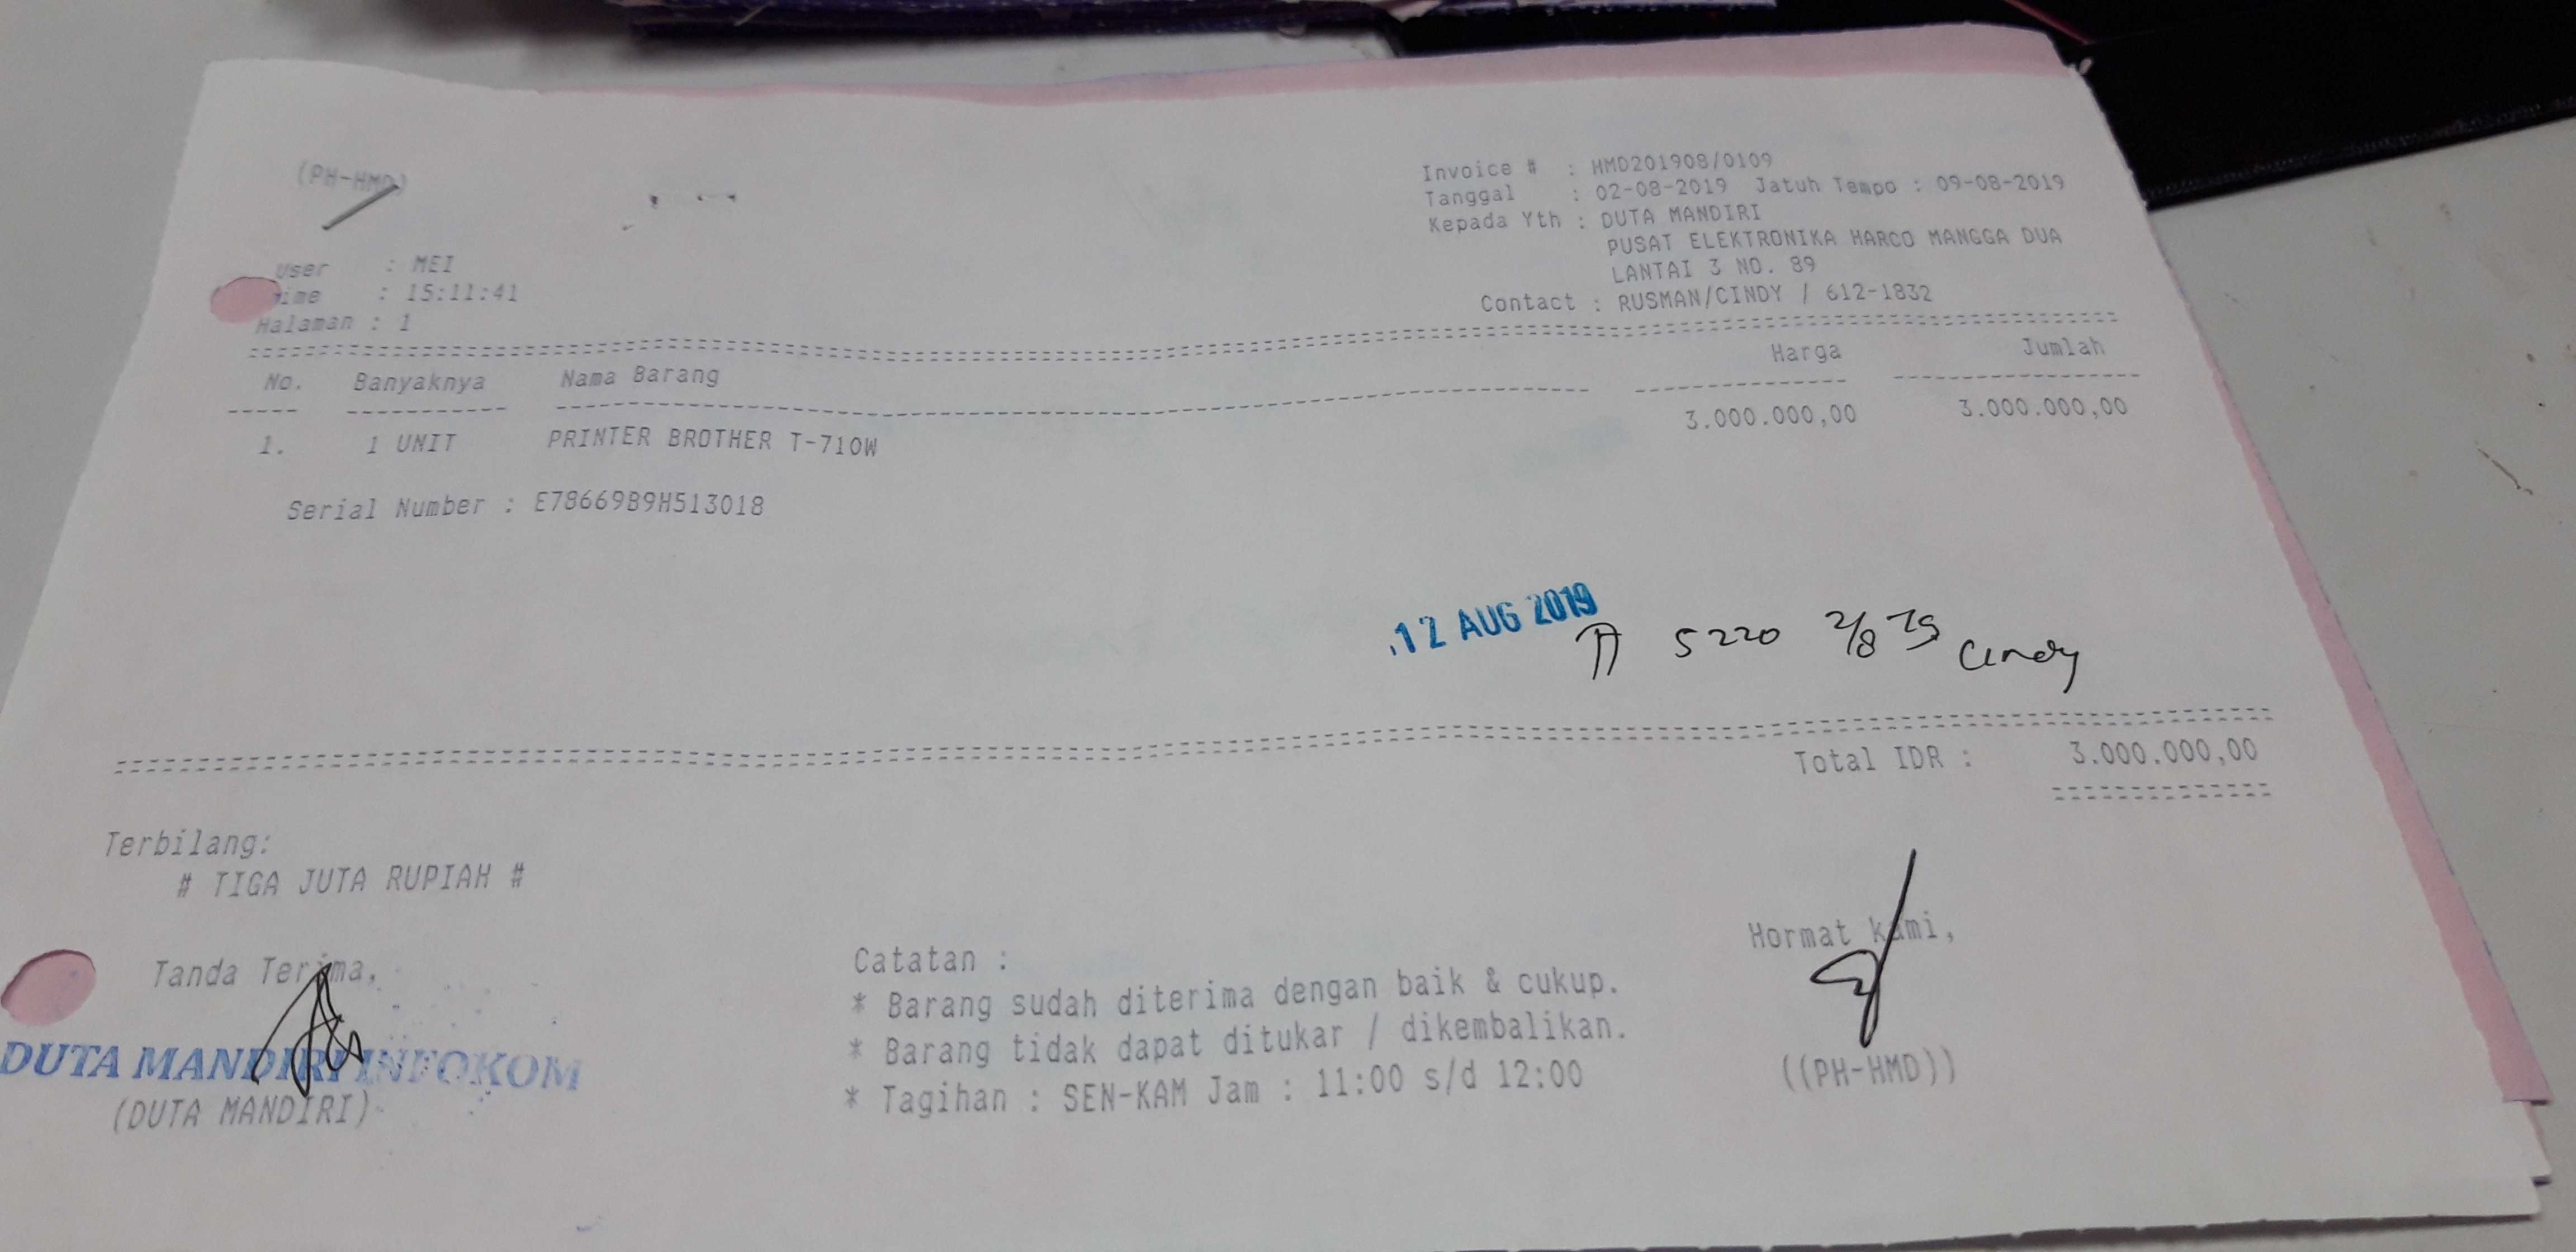 (PH-HMD)
Invoice # : HMD201908/0109
Tanggal : 02-08-2019 Jatuh Tempo : 09-08-2019
Kepada Yth : DUTA MANDIRI
PUSAT ELEKTRONIKA HARCO MANGGA DUA
LANTAI 3 NO. 89
Contact : RUSMAN/CINDY / 612-1832
User : MEI
ime : 15:11:41
Halaman : 1
No. Banyaknya Nama Barang Harga Jumlah
1. 1 UNIT PRINTER BROTHER T-710W 3.000.000,00 3.000.000,00
Serial Number : E78669B9H513018
12 AUG 2019
5220 2/8 19 Cindy
Total IDR : 3.000.000,00
Terbilang:
# TIGA JUTA RUPIAH #
Tanda Terima,
DUTA MANDIRI INFOKOM
(DUTA MANDIRI)
Catatan :
* Barang sudah diterima dengan baik & cukup.
* Barang tidak dapat ditukar / dikembalikan.
* Tagihan : SEN-KAM Jam : 11:00 s/d 12:00
Hormat kami,
((PH-HMD))